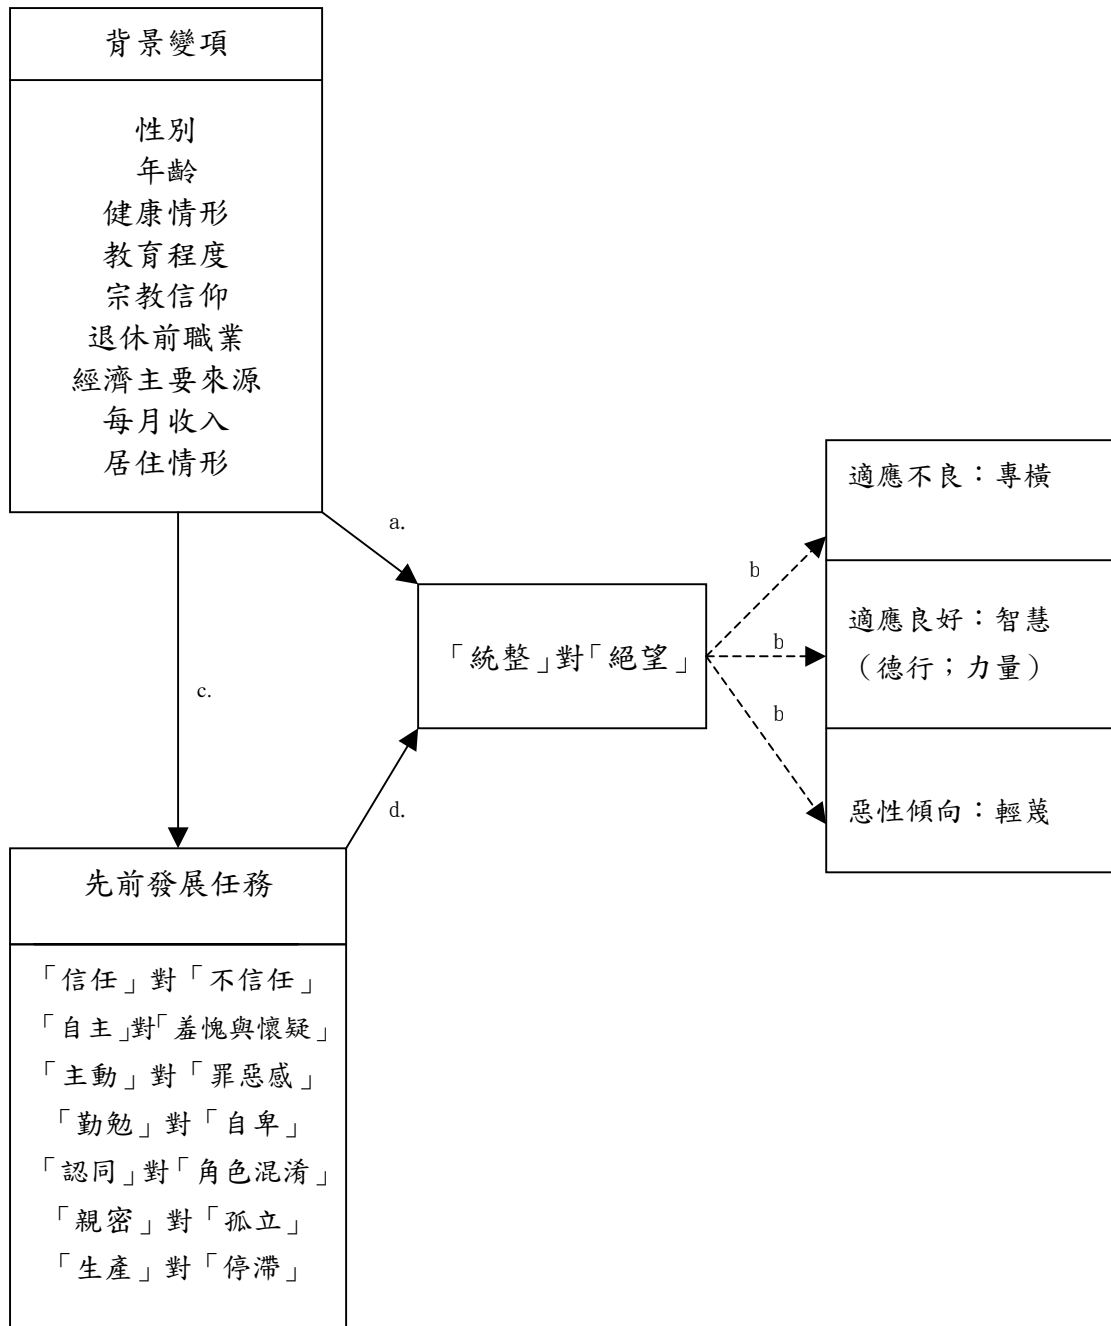 背景變項
性別
年齡
健康情形
教育程度
宗教信仰
退休前職業
經濟主要來源
每月收入
居住情形
a.
c.
「統整」對「絕望」
b
b
b
適應不良：專橫
適應良好：智慧
（德行；力量）
惡性傾向：輕蔑
d.
先前發展任務
「信任」對「不信任」
「自主」對「羞愧與懷疑」
「主動」對「罪惡感」
「勤勉」對「自卑」
「認同」對「角色混淆」
「親密」對「孤立」
「生產」對「停滯」